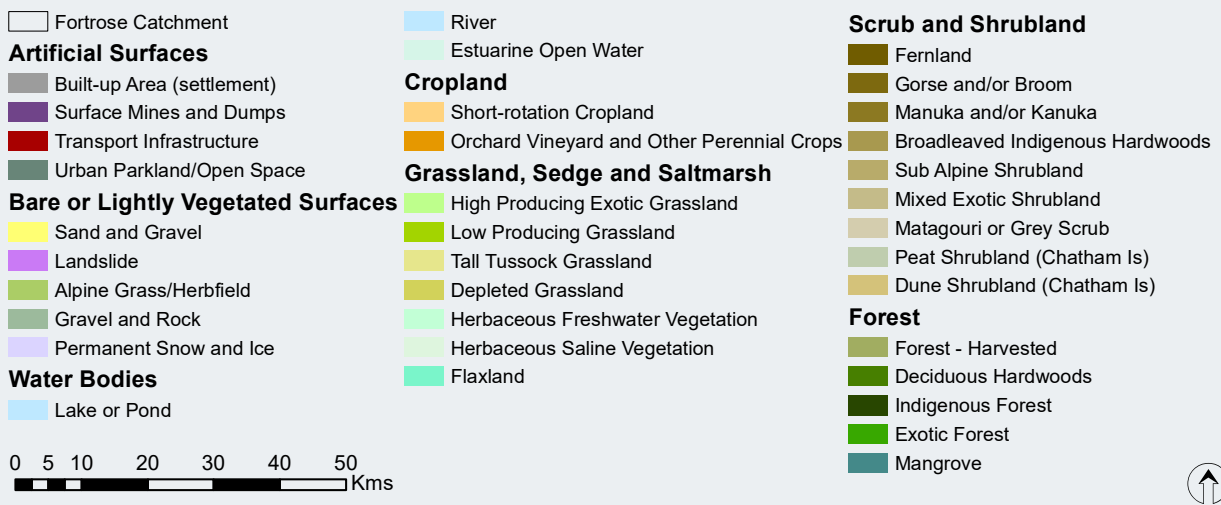 Fortrose Catchment
Artificial Surfaces
Built-up Area (settlement)
Surface Mines and Dumps
Transport Infrastructure
Urban Parkland/Open Space
Bare or Lightly Vegetated Surfaces
Sand and Gravel
Landslide
Alpine Grass/Herbfield
Gravel and Rock
Permanent Snow and Ice
Water Bodies
Lake or Pond
River
Estuarine Open Water
Cropland
Short-rotation Cropland
Orchard Vineyard and Other Perennial Crops
Grassland, Sedge and Saltmarsh
High Producing Exotic Grassland
Low Producing Grassland
Tall Tussock Grassland
Depleted Grassland
Herbaceous Freshwater Vegetation
Herbaceous Saline Vegetation
Flaxland
Scrub and Shrubland
Fernland
Gorse and/or Broom
Manuka and/or Kanuka
Broadleaved Indigenous Hardwoods
Sub Alpine Shrubland
Mixed Exotic Shrubland
Matagouri or Grey Scrub
Peat Shrubland (Chatham Is)
Dune Shrubland (Chatham Is)
Forest
Forest - Harvested
Deciduous Hardwoods
Indigenous Forest
Exotic Forest
Mangrove
0 5 10 20 30 40 50
Kms